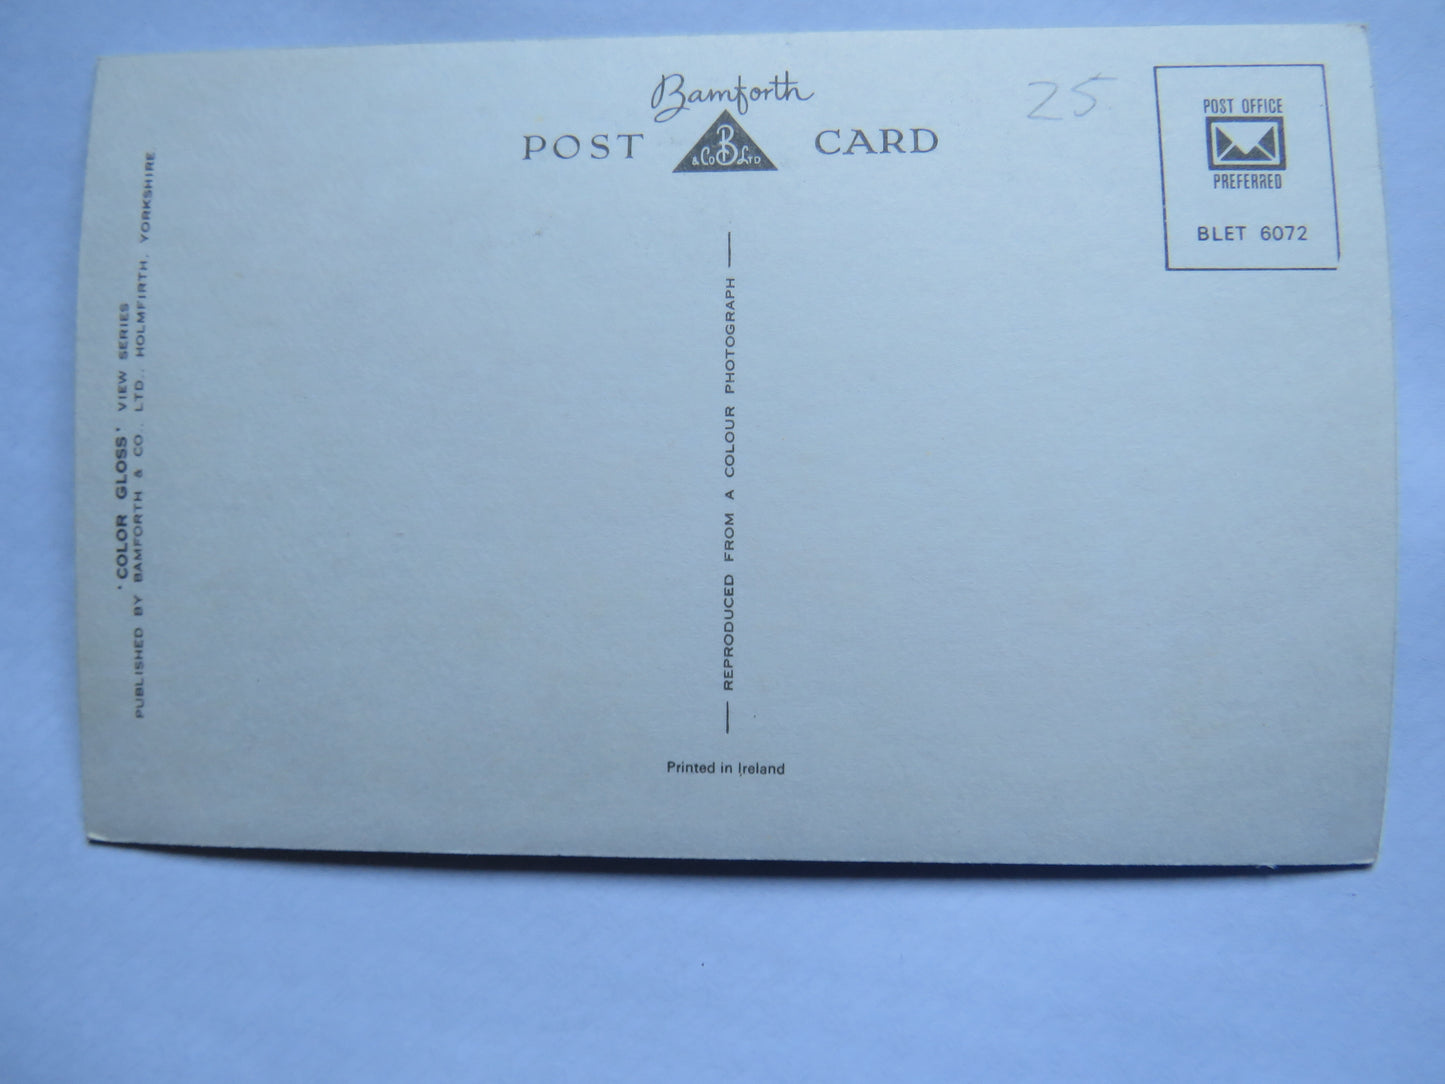 Bamforth
POST CARD
& Co B LTD
25
POST OFFICE
PREFERRED
BLET 6072
'COLOR GLOSS' VIEW SERIES
PUBLISHED BY BAMFORTH & CO., LTD., HOLMFIRTH, YORKSHIRE
REPRODUCED FROM A COLOUR PHOTOGRAPH
Printed in Ireland